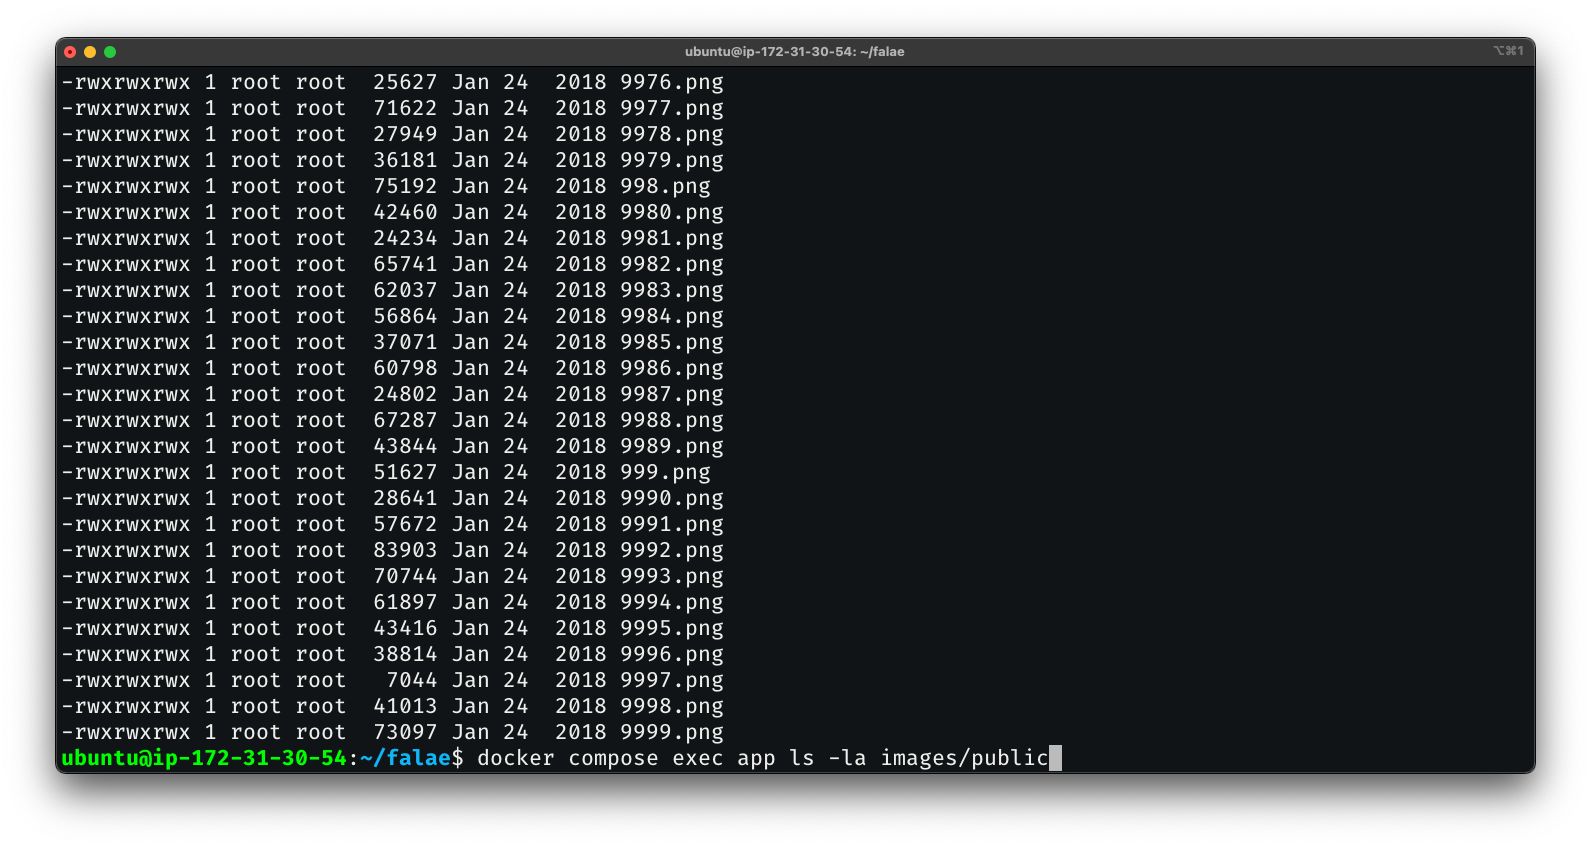 ubuntu@ip-172-31-30-54: ~/falae ⌥⌘1
-rwxrwxrwx 1 root root  25627 Jan 24  2018 9976.png
-rwxrwxrwx 1 root root  71622 Jan 24  2018 9977.png
-rwxrwxrwx 1 root root  27949 Jan 24  2018 9978.png
-rwxrwxrwx 1 root root  36181 Jan 24  2018 9979.png
-rwxrwxrwx 1 root root  75192 Jan 24  2018 998.png
-rwxrwxrwx 1 root root  42460 Jan 24  2018 9980.png
-rwxrwxrwx 1 root root  24234 Jan 24  2018 9981.png
-rwxrwxrwx 1 root root  65741 Jan 24  2018 9982.png
-rwxrwxrwx 1 root root  62037 Jan 24  2018 9983.png
-rwxrwxrwx 1 root root  56864 Jan 24  2018 9984.png
-rwxrwxrwx 1 root root  37071 Jan 24  2018 9985.png
-rwxrwxrwx 1 root root  60798 Jan 24  2018 9986.png
-rwxrwxrwx 1 root root  24802 Jan 24  2018 9987.png
-rwxrwxrwx 1 root root  67287 Jan 24  2018 9988.png
-rwxrwxrwx 1 root root  43844 Jan 24  2018 9989.png
-rwxrwxrwx 1 root root  51627 Jan 24  2018 999.png
-rwxrwxrwx 1 root root  28641 Jan 24  2018 9990.png
-rwxrwxrwx 1 root root  57672 Jan 24  2018 9991.png
-rwxrwxrwx 1 root root  83903 Jan 24  2018 9992.png
-rwxrwxrwx 1 root root  70744 Jan 24  2018 9993.png
-rwxrwxrwx 1 root root  61897 Jan 24  2018 9994.png
-rwxrwxrwx 1 root root  43416 Jan 24  2018 9995.png
-rwxrwxrwx 1 root root  38814 Jan 24  2018 9996.png
-rwxrwxrwx 1 root root   7044 Jan 24  2018 9997.png
-rwxrwxrwx 1 root root  41013 Jan 24  2018 9998.png
-rwxrwxrwx 1 root root  73097 Jan 24  2018 9999.png
ubuntu@ip-172-31-30-54:~/falae$ docker compose exec app ls -la images/public